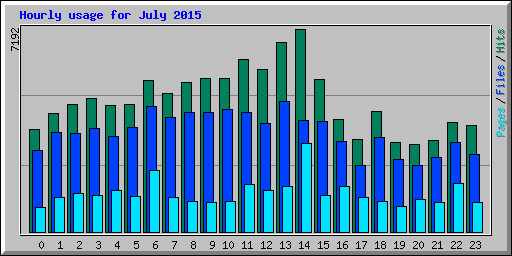 Hourly usage for July 2015
7192
Pages / Files / Hits
0 1 2 3 4 5 6 7 8 9 10 11 12 13 14 15 16 17 18 19 20 21 22 23